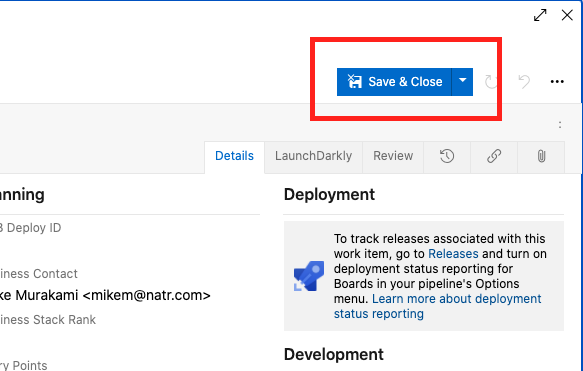 Save & Close
Details
LaunchDarkly
Review
nning
Deploy ID
iness Contact
ke Murakami <mikem@natr.com>
iness Stack Rank
ry Points
Deployment
To track releases associated with this
work item, go to Releases and turn on
deployment status reporting for
Boards in your pipeline's Options
menu. Learn more about deployment
status reporting
Development